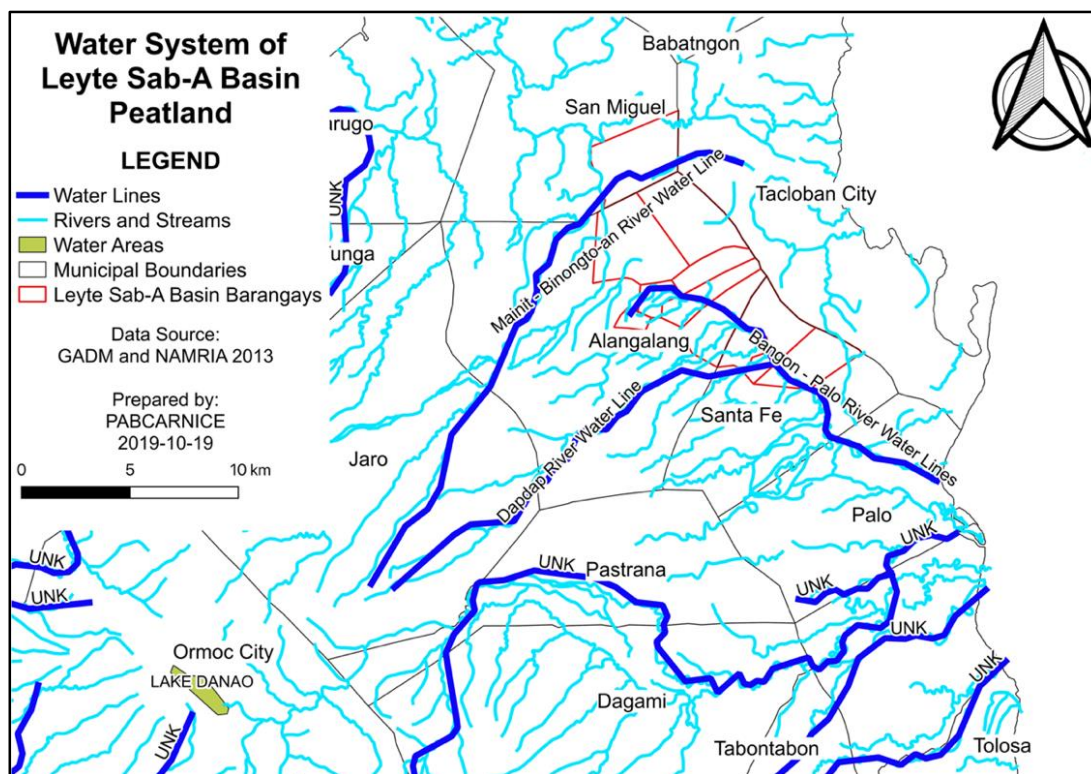 Water System of
Leyte Sab-A Basin
Peatland
LEGEND
Water Lines
Rivers and Streams
Water Areas
Municipal Boundaries
Leyte Sab-A Basin Barangays
Data Source:
GADM and NAMRIA 2013
Prepared by:
PABCARNICE
2019-10-19
0 5 10 km
Babatngon
San Miguel
rugo
UNK
unga
Tacloban City
Mainit - Binongto-an River Water Line
Alangalang
Bangon - Palo River Water Lines
Santa Fe
Dapdap River Water Line
Jaro
Palo
UNK
UNK
Pastrana
UNK
UNK
UNK
UNK
Ormoc City
LAKE DANAO
UNK
UNK
Dagami
Tabontabon
Tolosa